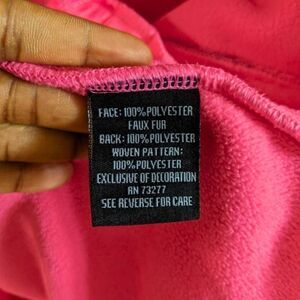 FACE: 100% POLYESTER
FAUX FUR
BACK: 100% POLYESTER
WOVEN PATTERN:
100% POLYESTER
EXCLUSIVE OF DECORATION
RN 73277
SEE REVERSE FOR CARE